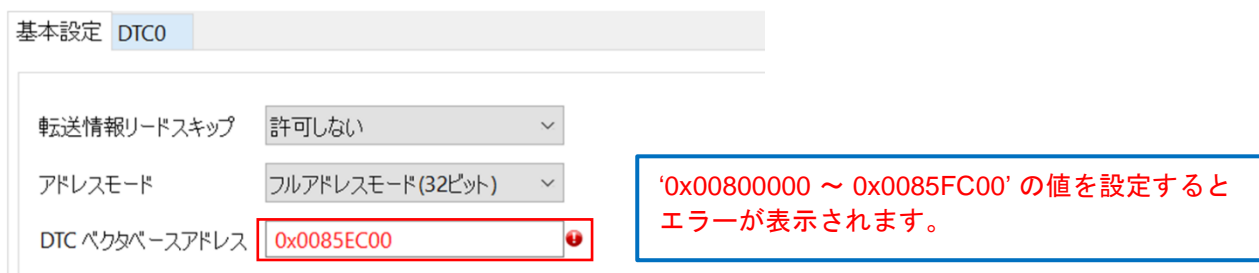 基本設定 DTC0
転送情報リードスキップ 許可しない
アドレスモード フルアドレスモード(32ビット)
DTC ベクタベースアドレス 0x0085EC00
‘0x00800000 ～ 0x0085FC00’ の値を設定すると
エラーが表示されます。